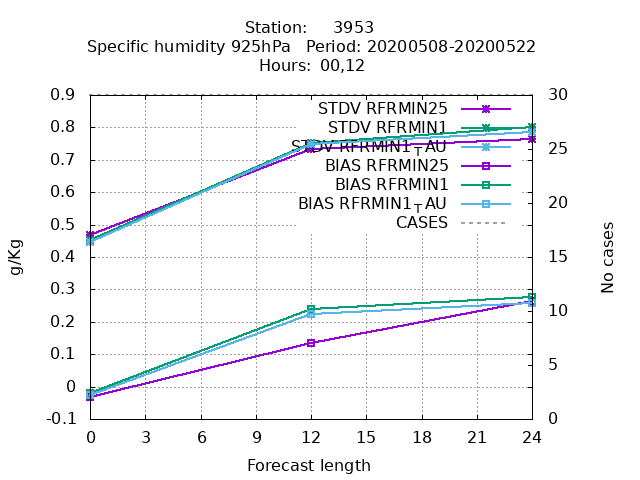 Station: 3953
Specific humidity 925hPa Period: 20200508-20200522
Hours: 00,12
0.9
0.8
0.7
0.6
0.5
0.4
0.3
0.2
0.1
0
-0.1
g/Kg
STDV RFRMIN25
STDV RFRMIN1
STDV RFRMIN1TAU
BIAS RFRMIN25
BIAS RFRMIN1
BIAS RFRMIN1TAU
CASES
30
25
20
15
10
5
0
No cases
0 3 6 9 12 15 18 21 24
Forecast length